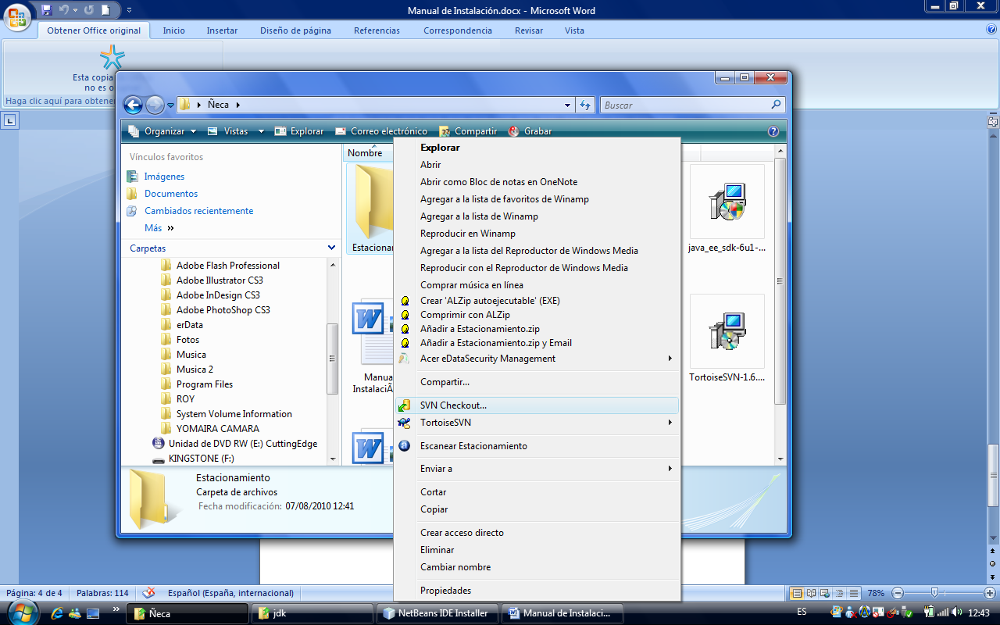 Manual de Instalación.docx - Microsoft Word
Obtener Office original
Inicio
Insertar
Diseño de página
Referencias
Correspondencia
Revisar
Vista
Esta copia
no es o
Haga clic aquí para obtene
Ñeca
Buscar
Organizar
Vistas
Explorar
Correo electrónico
Compartir
Grabar
Vínculos favoritos
Imágenes
Documentos
Cambiados recientemente
Más »
Carpetas
Adobe Flash Professional
Adobe Illustrator CS3
Adobe InDesign CS3
Adobe PhotoShop CS3
erData
Fotos
Musica
Musica 2
Program Files
ROY
System Volume Information
YOMAIRA CAMARA
Unidad de DVD RW (E:) CuttingEdge
KINGSTONE (F:)
Nombre
Estacionar
Manua
InstalaciÃ
java_ee_sdk-6u1-...
TortoiseSVN-1.6....
Explorar
Abrir
Abrir como Bloc de notas en OneNote
Agregar a la lista de favoritos de Winamp
Agregar a la lista de Winamp
Reproducir en Winamp
Agregar a la lista del Reproductor de Windows Media
Reproducir con el Reproductor de Windows Media
Comprar música en línea
Crear 'ALZip autoejecutable' (EXE)
Comprimir con ALZip
Añadir a Estacionamiento.zip
Añadir a Estacionamiento.zip y Email
Acer eDataSecurity Management
Compartir...
SVN Checkout...
TortoiseSVN
Escanear Estacionamiento
Enviar a
Cortar
Copiar
Crear acceso directo
Eliminar
Cambiar nombre
Propiedades
Estacionamiento
Carpeta de archivos
Fecha modificación: 07/08/2010 12:41
Página: 4 de 4
Palabras: 114
Español (España, internacional)
78%
Ñeca
jdk
NetBeans IDE Installer
Manual de Instalaci...
ES
12:43